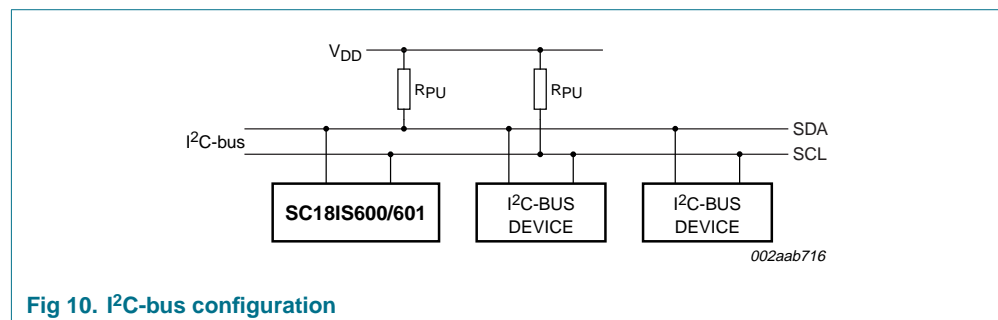 VDD
RPU
RPU
I2C-bus
SDA
SCL
SC18IS600/601
I2C-BUS
DEVICE
I2C-BUS
DEVICE
002aab716
Fig 10. I2C-bus configuration